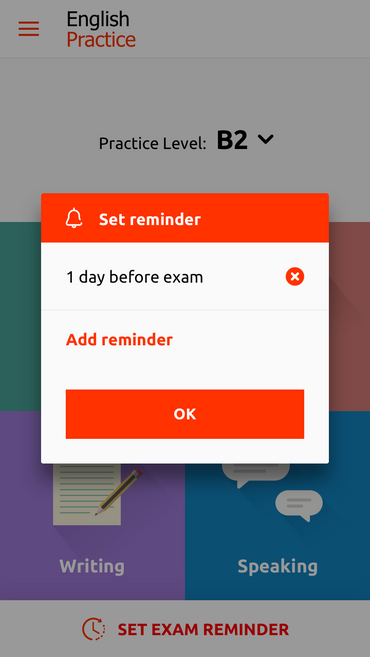 English
Practice
Practice Level: B2
Set reminder
1 day before exam
Add reminder
OK
Writing
Speaking
SET EXAM REMINDER